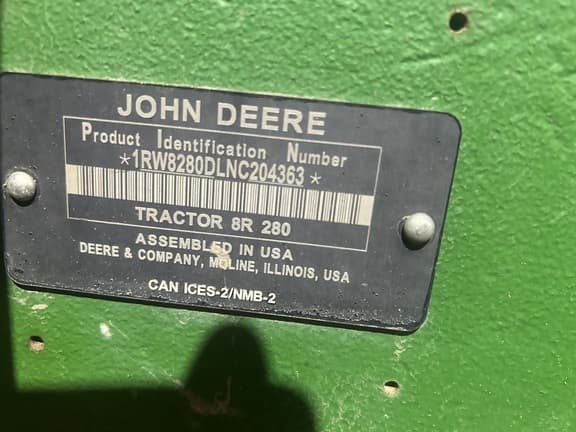 JOHN DEERE
Product Identification Number
*1RW8280DLNC204363*
TRACTOR 8R 280
ASSEMBLED IN USA
DEERE & COMPANY, MOLINE, ILLINOIS, USA
CAN ICES-2/NMB-2